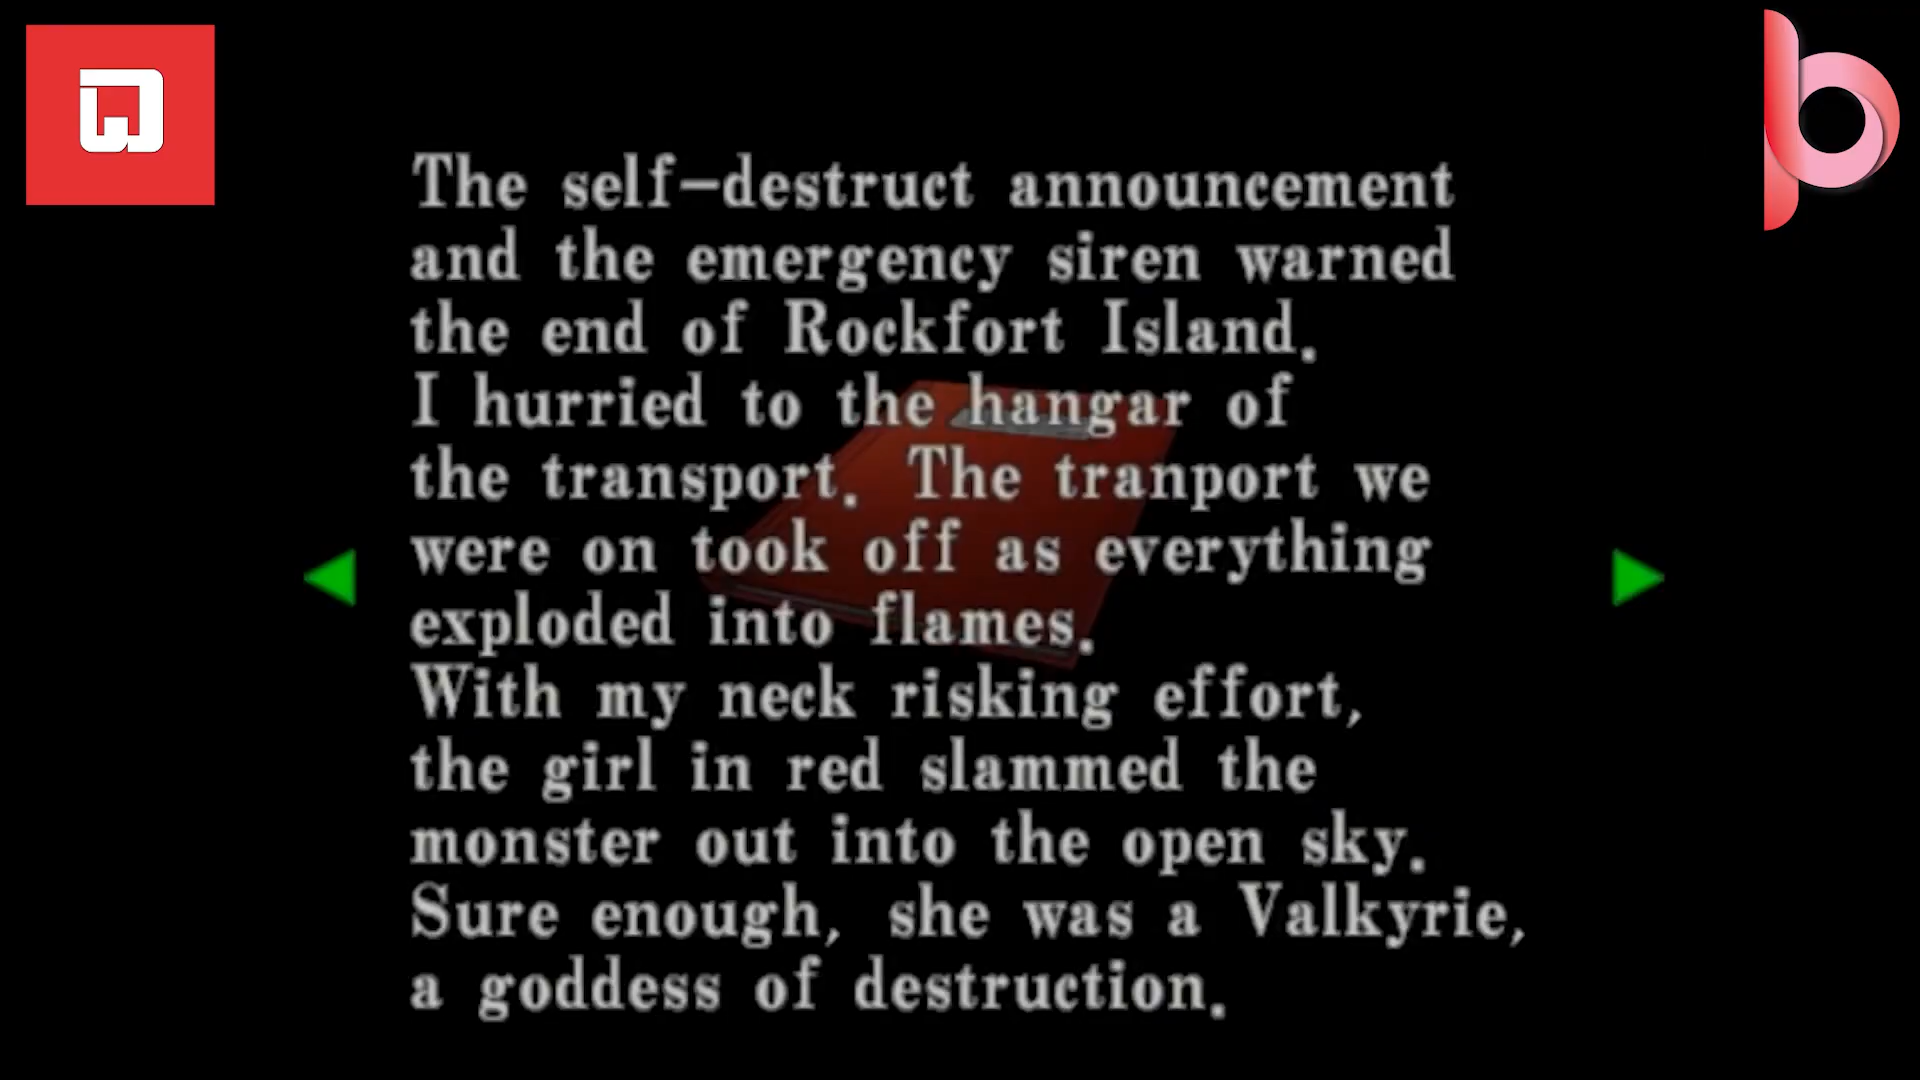 The self-destruct announcement
and the emergency siren warned
the end of Rockfort Island.
I hurried to the hangar of
the transport. The tranport we
were on took off as everything
exploded into flames.
With my neck risking effort,
the girl in red slammed the
monster out into the open sky.
Sure enough, she was a Valkyrie,
a goddess of destruction.